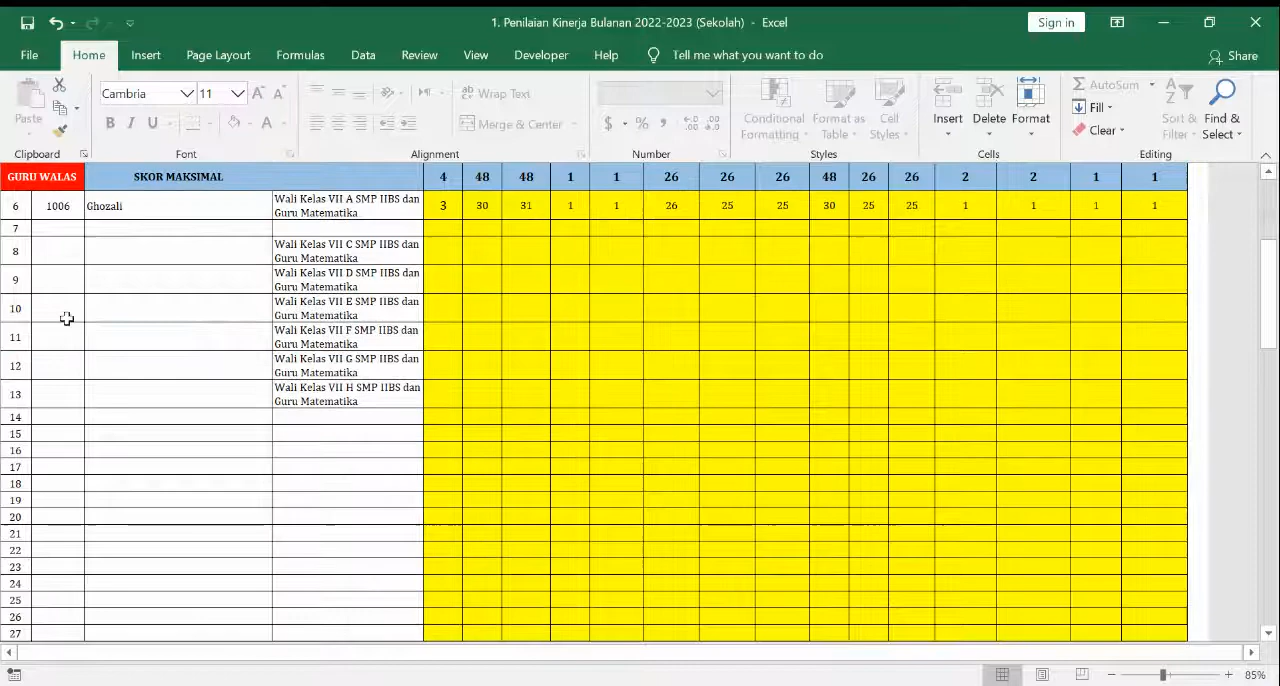 1. Penilaian Kinerja Bulanan 2022-2023 (Sekolah) - Excel
Sign in
File Home Insert Page Layout Formulas Data Review View Developer Help Tell me what you want to do Share
Paste
Cambria 11 A A
B I U A
Wrap Text
Merge & Center
$ % ,
Conditional Formatting
Format as Table
Cell Styles
Insert Delete Format
AutoSum
Fill
Clear
Sort & Filter
Find & Select
Clipboard Font Alignment Number Styles Cells Editing
GURU WALAS SKOR MAKSIMAL 4 48 48 1 1 26 26 26 48 26 26 2 2 1 1
6 1006 Ghozali Wali Kelas VII A SMP IIBS dan 3 30 31 1 1 26 25 25 30 25 25 1 1 1 1
Guru Matematika
7
8 Wali Kelas VII C SMP IIBS dan
Guru Matematika
9 Wali Kelas VII D SMP IIBS dan
Guru Matematika
10 Wali Kelas VII E SMP IIBS dan
Guru Matematika
11 Wali Kelas VII F SMP IIBS dan
Guru Matematika
12 Wali Kelas VII G SMP IIBS dan
Guru Matematika
13 Wali Kelas VII H SMP IIBS dan
Guru Matematika
14
15
16
17
18
19
20
21
22
23
24
25
26
27
85%